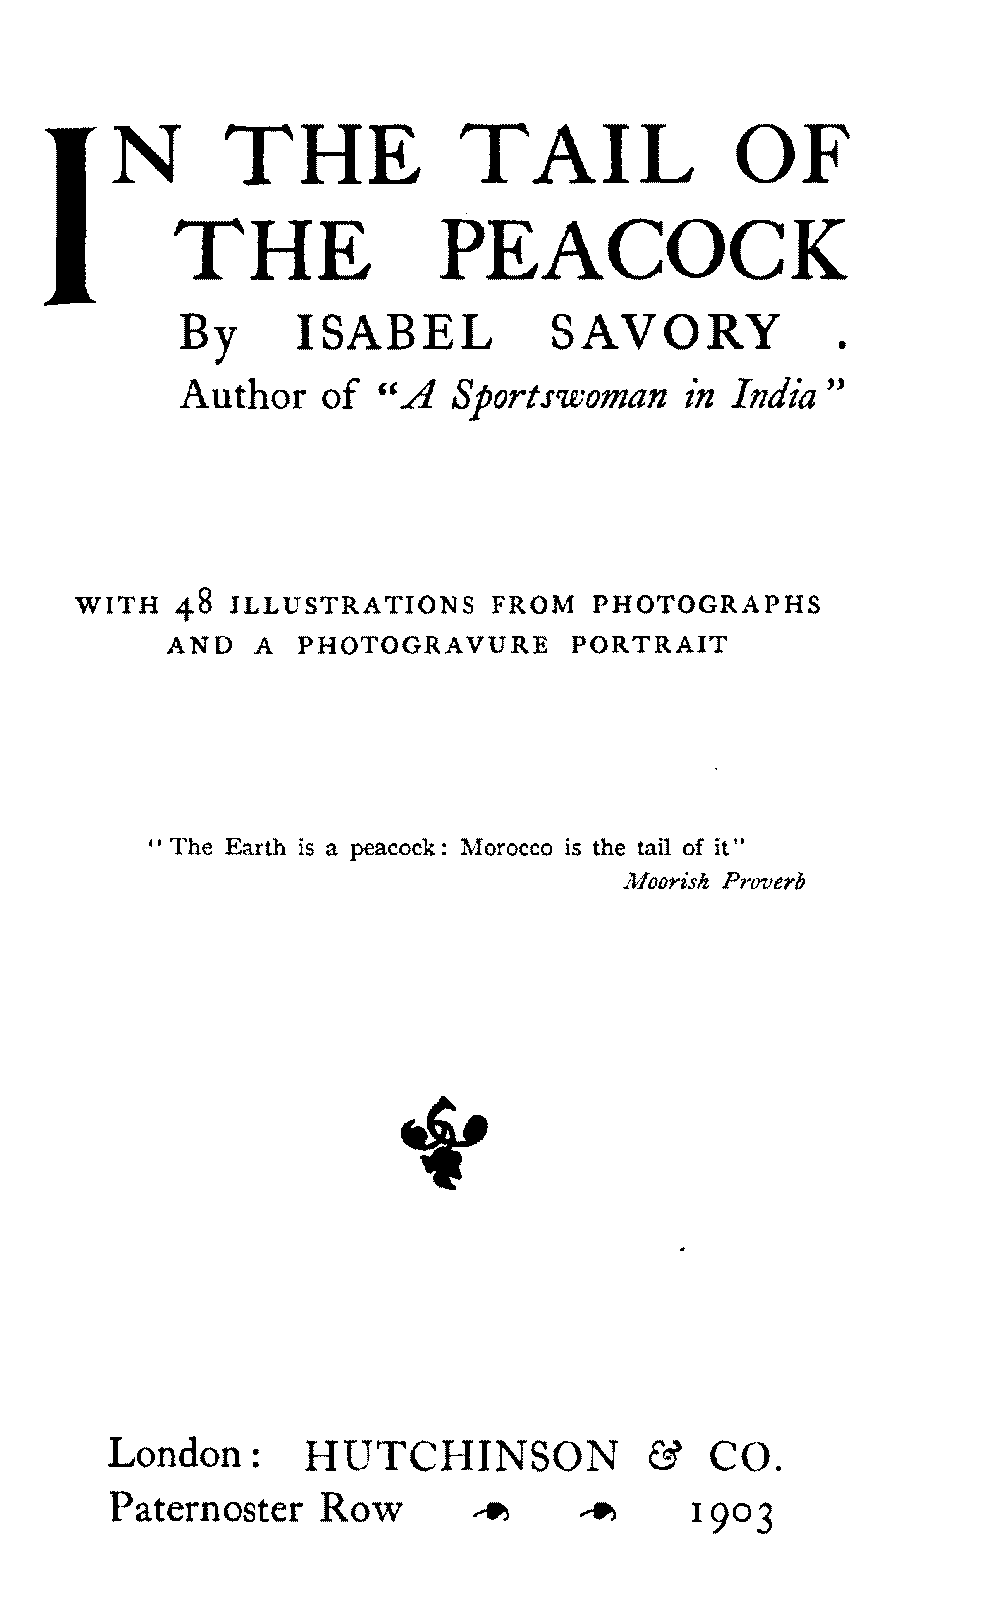 IN THE TAIL OF
THE PEACOCK
By ISABEL SAVORY .
Author of "A Sportswoman in India"
WITH 48 ILLUSTRATIONS FROM PHOTOGRAPHS
AND A PHOTOGRAVURE PORTRAIT
"The Earth is a peacock: Morocco is the tail of it"
Moorish Proverb
London: HUTCHINSON & CO.
Paternoster Row 1903